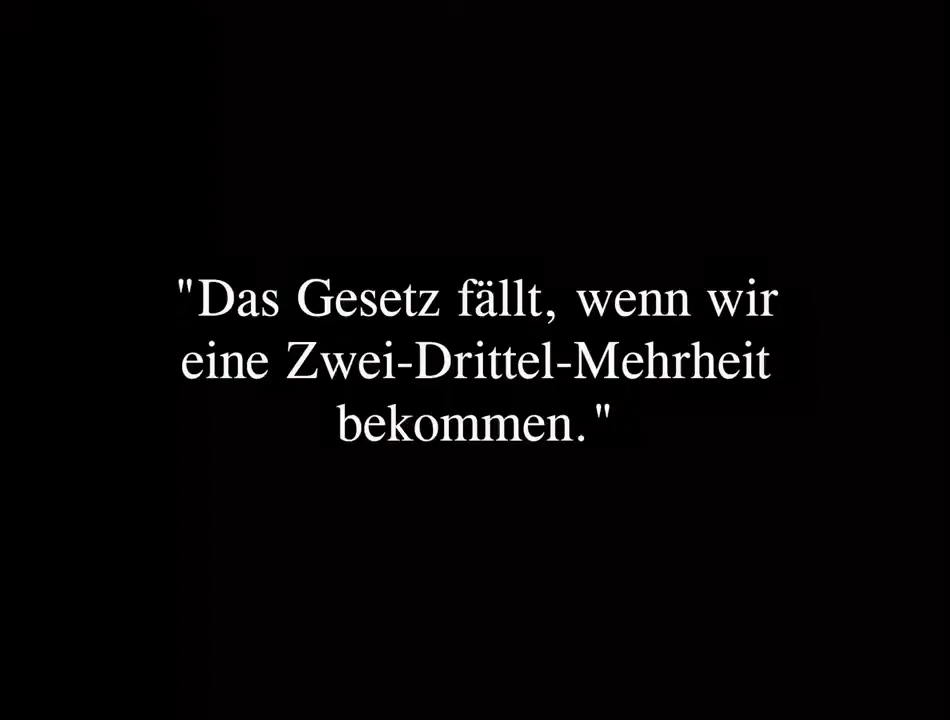 "Das Gesetz fällt, wenn wir
eine Zwei-Drittel-Mehrheit
bekommen."